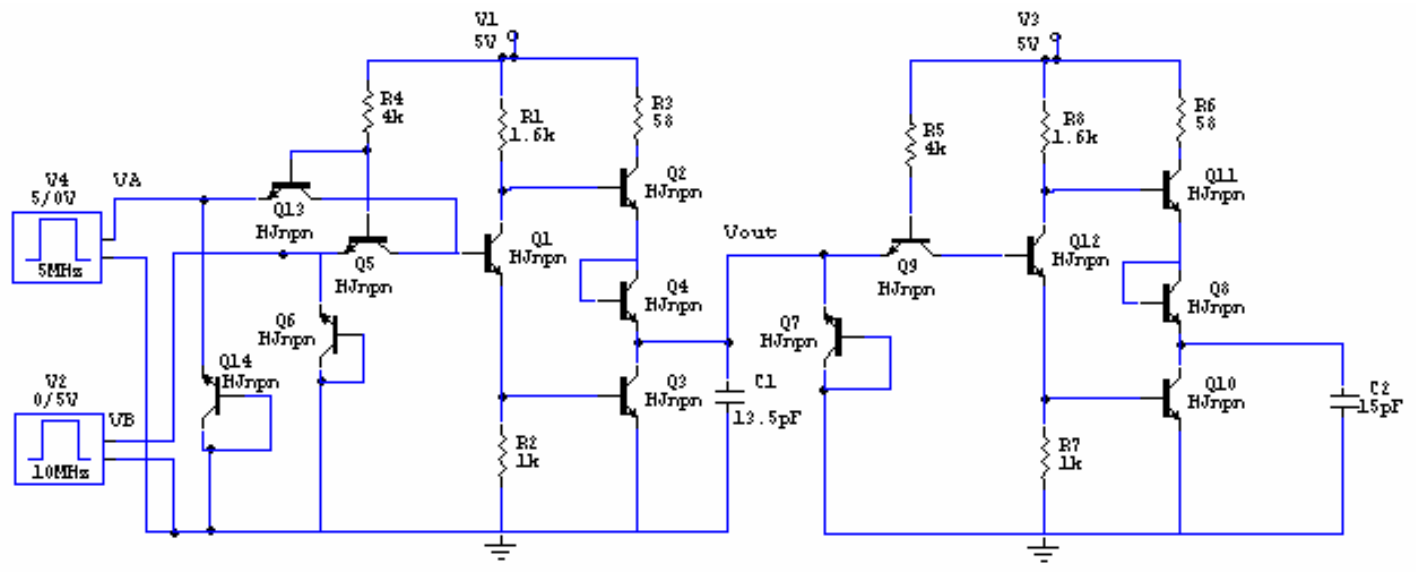 V1
5V
V3
5V
R4
4k
R1
1.6k
R3
58
R5
4k
R8
1.6k
R6
58
V4
5/0V
VA
5MHz
Q13
HJnpn
Q2
HJnpn
Q11
HJnpn
Q5
HJnpn
Q1
HJnpn
Vout
Q9
HJnpn
Q12
HJnpn
Q6
HJnpn
Q4
HJnpn
Q7
HJnpn
Q8
HJnpn
Q14
HJnpn
V2
0/5V
VB
10MHz
Q3
HJnpn
C1
13.5pF
Q10
HJnpn
C2
15pF
R2
1k
R7
1k